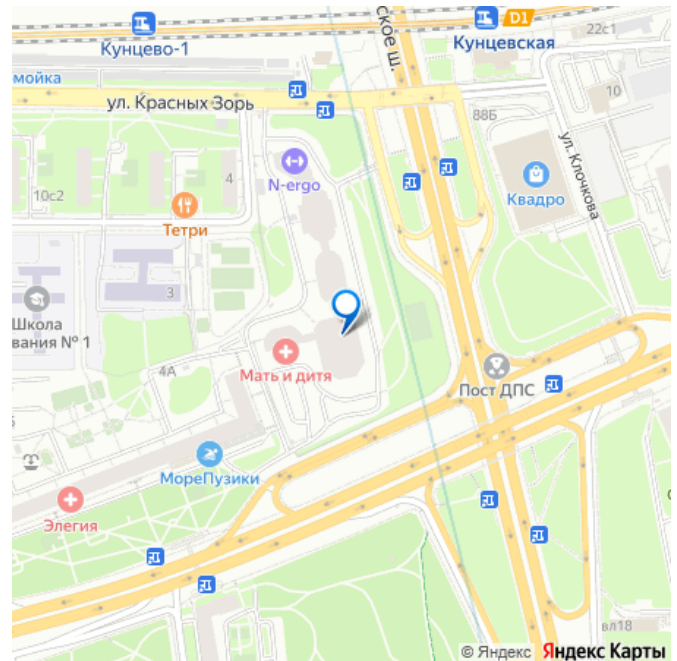 Кунцево-1
D1
Кунцевская
22с1
мойка
ское ш.
10
ул. Красных Зорь
88Б
ул. Клочкова
N-ergo
4
Квадро
10с2
Тетри
3
Школа
вания № 1
4А
Мать и дитя
Пост ДПС
МореПузики
Элегия
вл18
© Яндекс Яндекс Карты